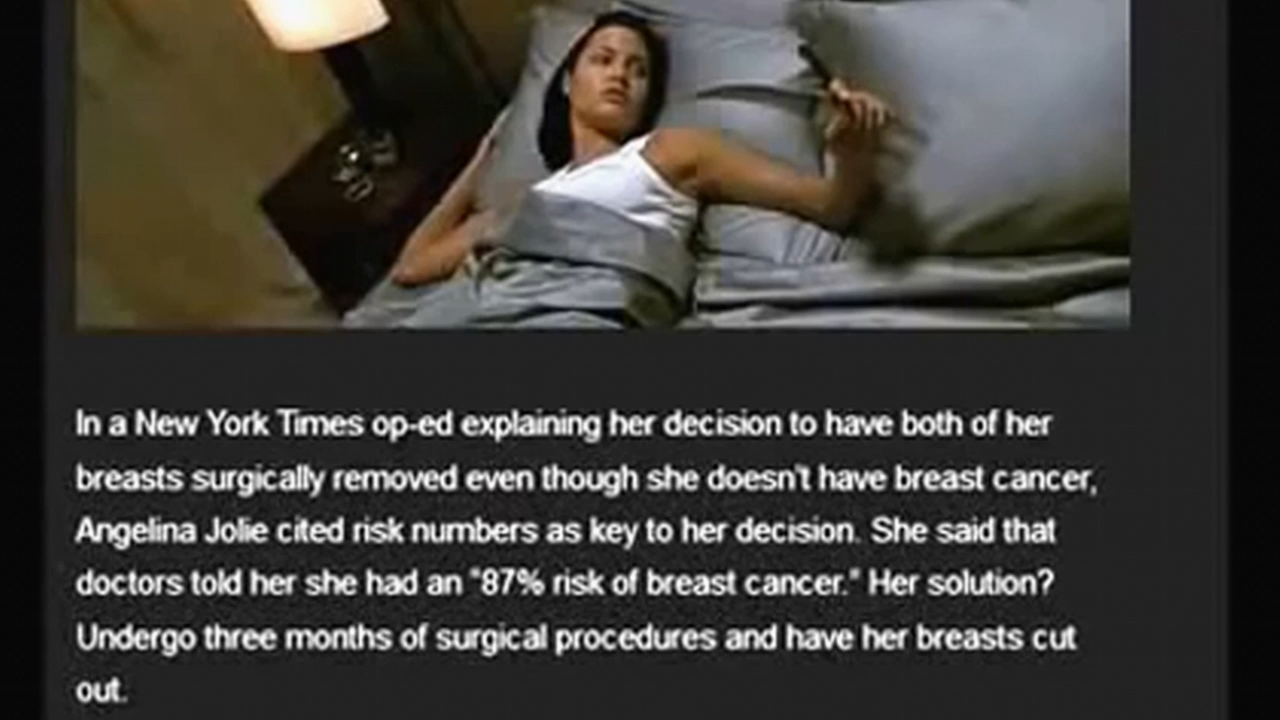 In a New York Times op-ed explaining her decision to have both of her
breasts surgically removed even though she doesn't have breast cancer,
Angelina Jolie cited risk numbers as key to her decision. She said that
doctors told her she had an "87% risk of breast cancer." Her solution?
Undergo three months of surgical procedures and have her breasts cut
out.